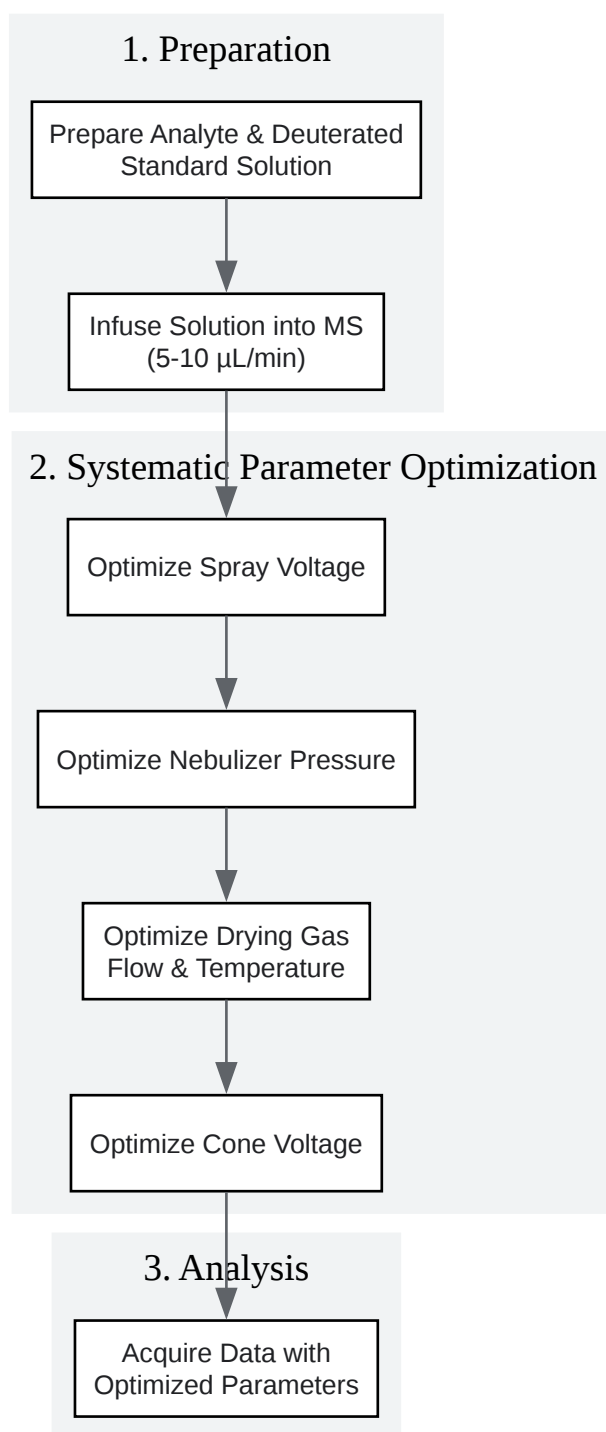 1. Preparation
Prepare Analyte & Deuterated
Standard Solution
Infuse Solution into MS
(5-10 µL/min)
2. Systematic Parameter Optimization
Optimize Spray Voltage
Optimize Nebulizer Pressure
Optimize Drying Gas
Flow & Temperature
Optimize Cone Voltage
3. Analysis
Acquire Data with
Optimized Parameters